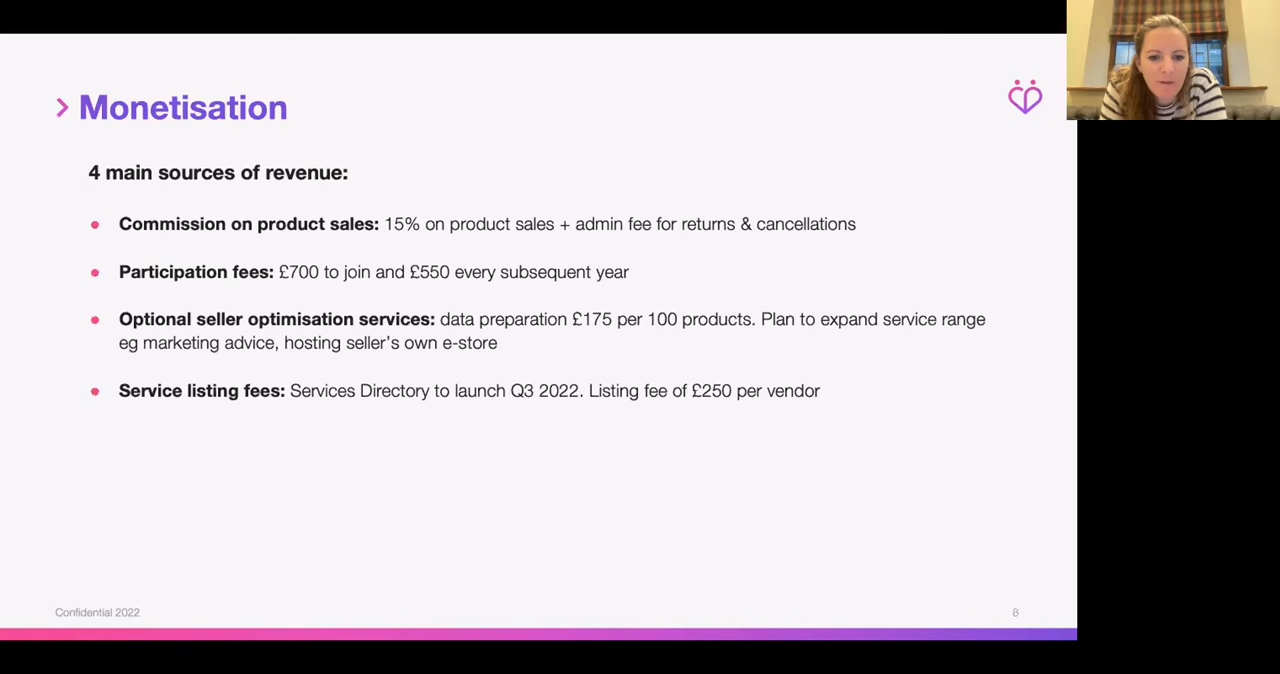 Monetisation
4 main sources of revenue:
Commission on product sales: 15% on product sales + admin fee for returns & cancellations
Participation fees: £700 to join and £550 every subsequent year
Optional seller optimisation services: data preparation £175 per 100 products. Plan to expand service range
eg marketing advice, hosting seller's own e-store
Service listing fees: Services Directory to launch Q3 2022. Listing fee of £250 per vendor
Confidential 2022
8